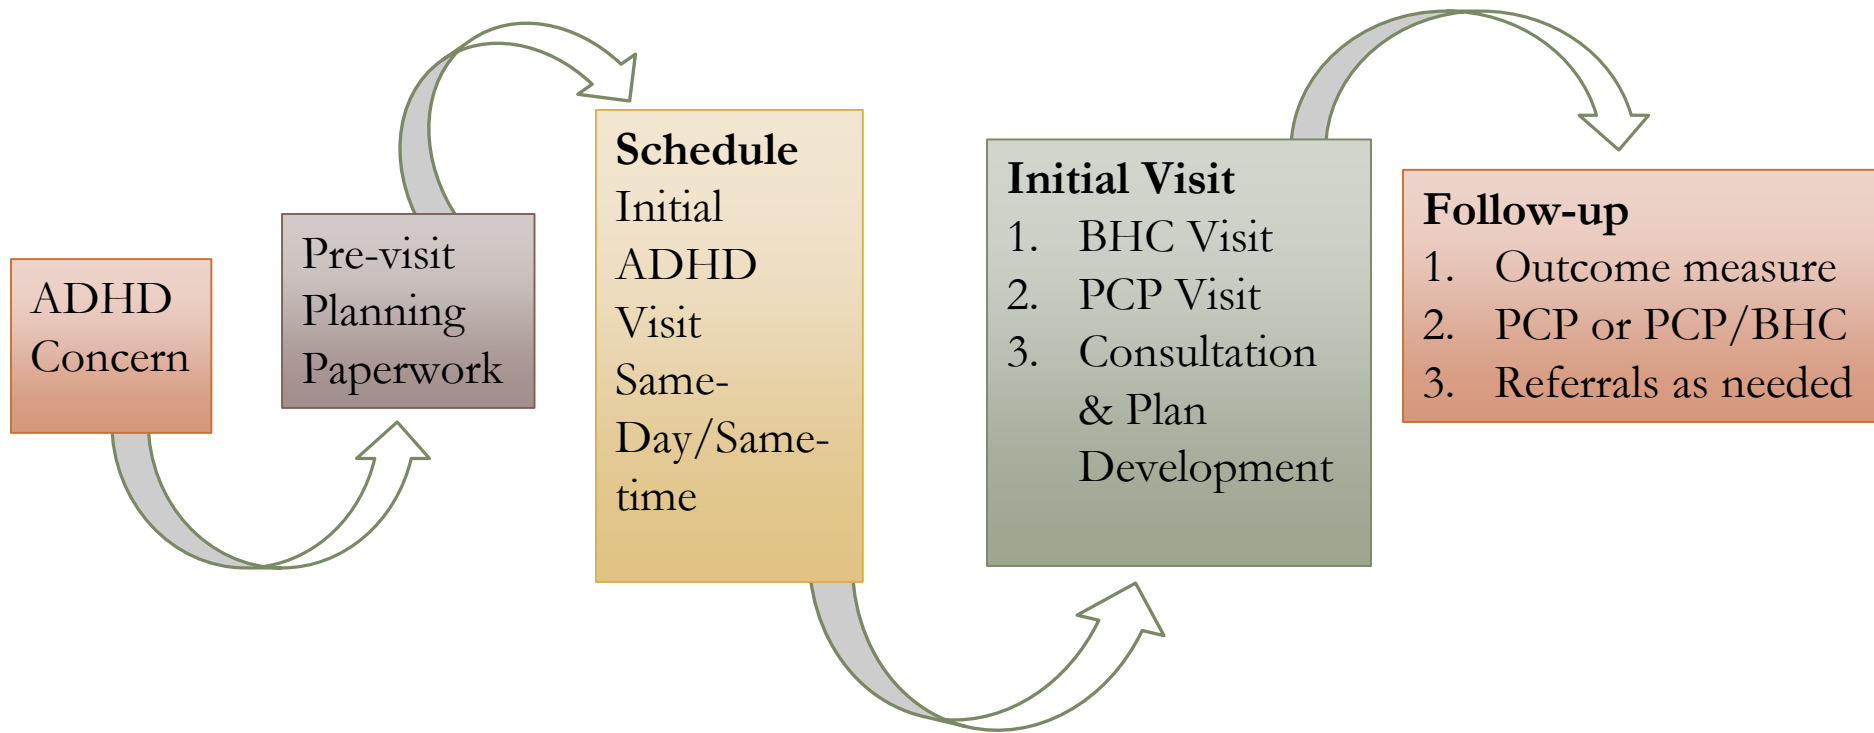 ADHD
Concern
Pre-visit
Planning
Paperwork
Schedule
Initial
ADHD
Visit
Same-
Day/Same-
time
Initial Visit
1. BHC Visit
2. PCP Visit
3. Consultation
& Plan
Development
Follow-up
1. Outcome measure
2. PCP or PCP/BHC
3. Referrals as needed